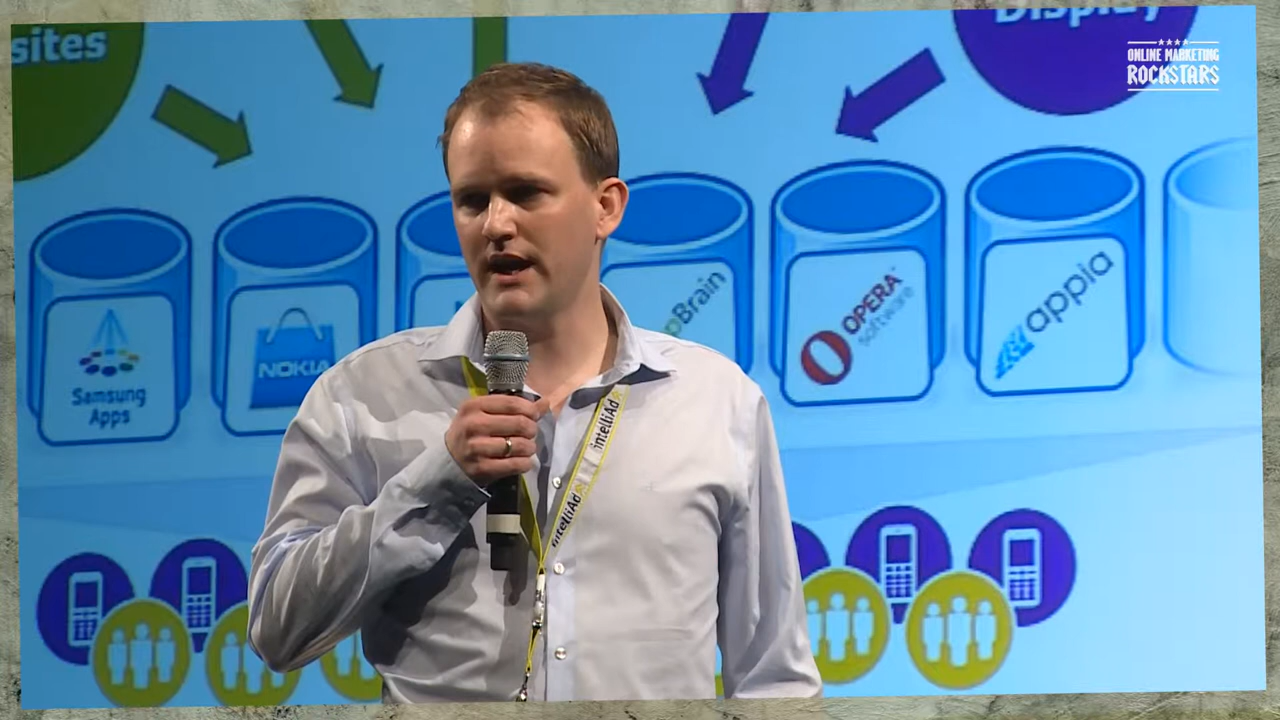 sites
Display
ONLINE MARKETING
ROCKSTARS
Samsung
Apps
NOKIA
Brain
OPERA
software
appia
intelliAd
intelliAd